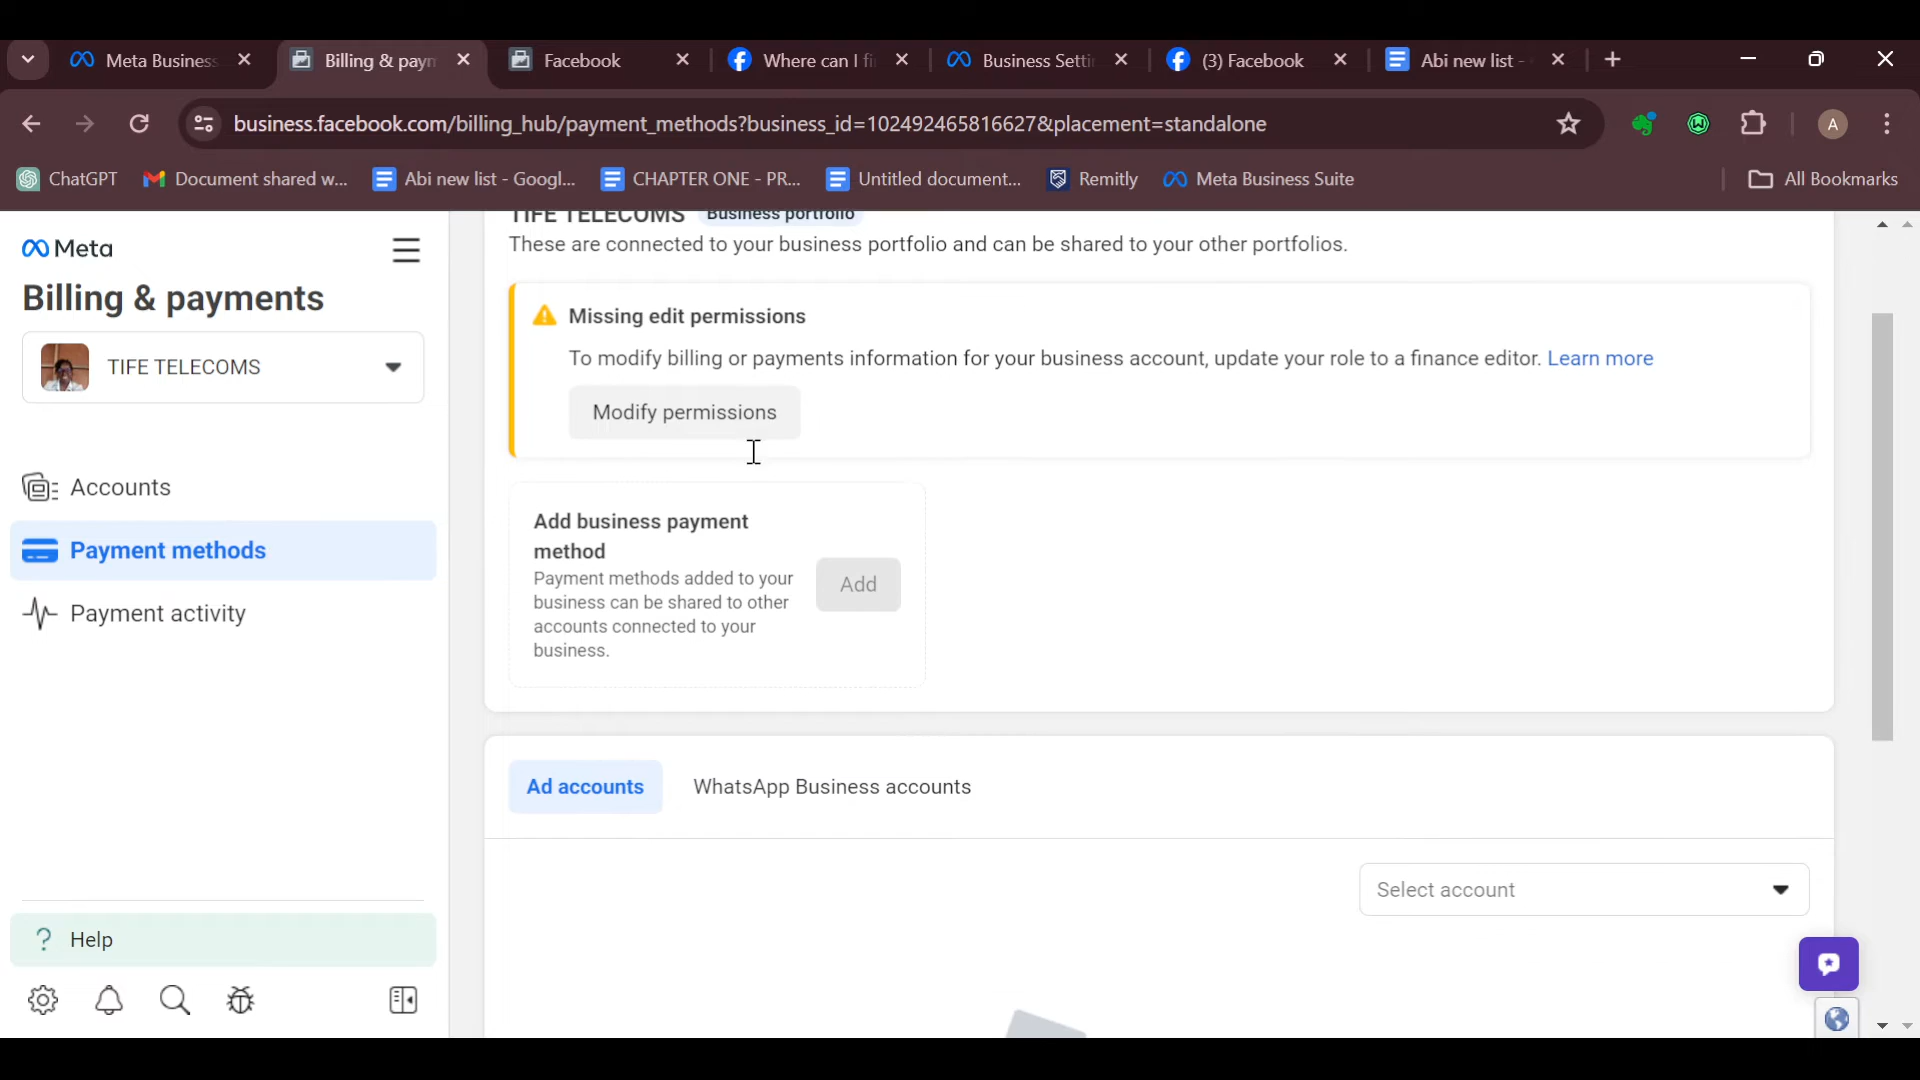 Meta Business
Billing & payn
Facebook
Where can I fi
Business Setti
(3) Facebook
Abi new list -
business.facebook.com/billing_hub/payment_methods?business_id=102492465816627&placement=standalone
A
ChatGPT
Document shared w...
Abi new list - Googl...
CHAPTER ONE - PR...
Untitled document...
Remitly
Meta Business Suite
All Bookmarks
Meta
Billing & payments
TIFE TELECOMS
Accounts
Payment methods
Payment activity
? Help
TIFE TELECOMS Business portfolio
These are connected to your business portfolio and can be shared to your other portfolios.
Missing edit permissions
To modify billing or payments information for your business account, update your role to a finance editor. Learn more
Modify permissions
Add business payment
method
Payment methods added to your
business can be shared to other
accounts connected to your
business.
Add
Ad accounts
WhatsApp Business accounts
Select account